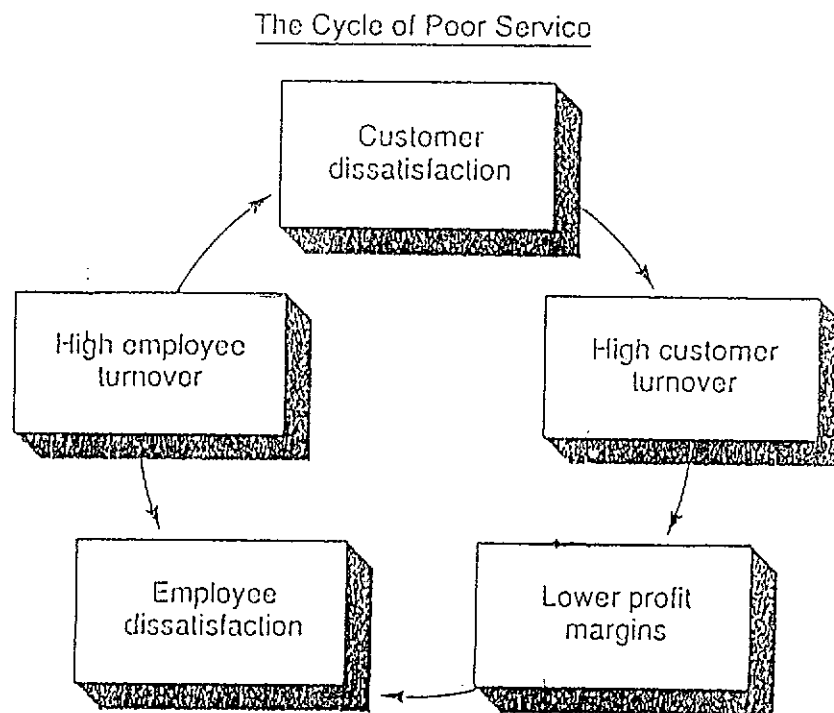 The Cycle of Poor Service
Customer
dissatisfaction
High employee
turnover
High customer
turnover
Employee
dissatisfaction
Lower profit
margins